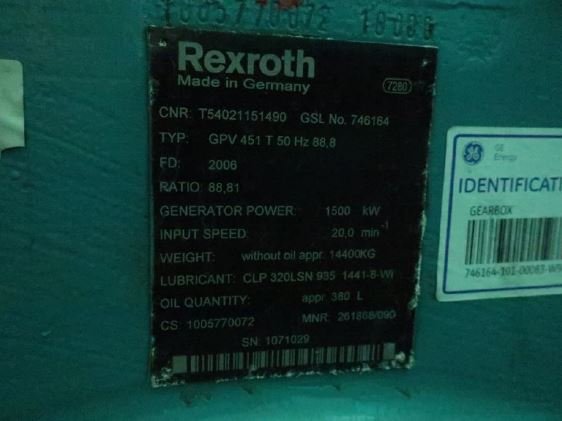 1005770072 18088
Rexroth
Made in Germany
7280
CNR: T54021151490 GSL No. 746164
TYP: GPV 451 T 50 Hz 88,8
FD: 2006
RATIO: 88,81
GENERATOR POWER: 1500 kW
INPUT SPEED: 20,0 min-1
WEIGHT: without oil appr. 14400KG
LUBRICANT: CLP 320LSN 935 1441-8-WI
OIL QUANTITY: appr 380 L
CS: 1005770072 MNR: 261868/090
SN: 1071029
GE
Energy
IDENTIFICATI
GEARBOX